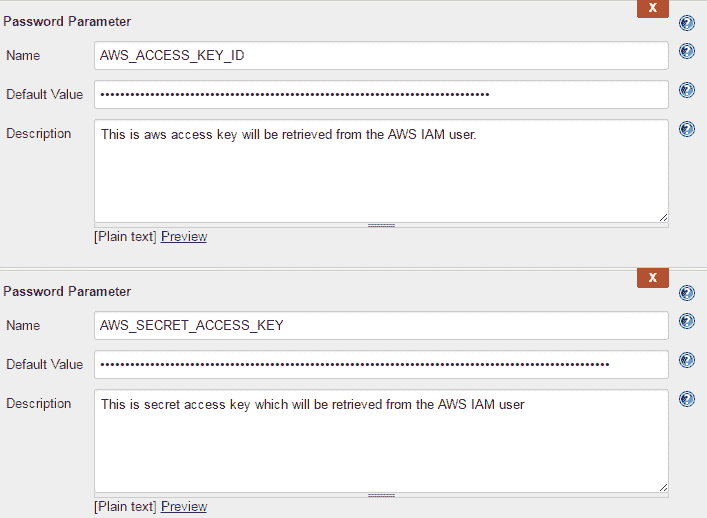 X
Password Parameter
Name AWS_ACCESS_KEY_ID
Default Value ••••••••••••••••••••••••••••••••••••••••••••••••••••••••••••••••••••••••••••••
Description This is aws access key will be retrieved from the AWS IAM user.
[Plain text] Preview
X
Password Parameter
Name AWS_SECRET_ACCESS_KEY
Default Value ••••••••••••••••••••••••••••••••••••••••••••••••••••••••••••••••••••••••••••••••••••••••••••••••••••••
Description This is secret access key which will be retrieved from the AWS IAM user
[Plain text] Preview